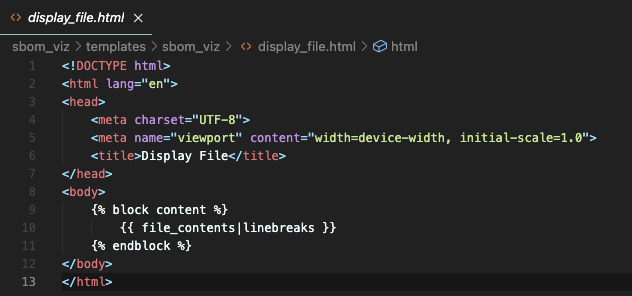 <> display_file.html ×
sbom_viz > templates > sbom_viz > <> display_file.html > html
1 <!DOCTYPE html>
2 <html lang="en">
3 <head>
4     <meta charset="UTF-8">
5     <meta name="viewport" content="width=device-width, initial-scale=1.0">
6     <title>Display File</title>
7 </head>
8 <body>
9     {% block content %}
10         {{ file_contents|linebreaks }}
11     {% endblock %}
12 </body>
13 </html>